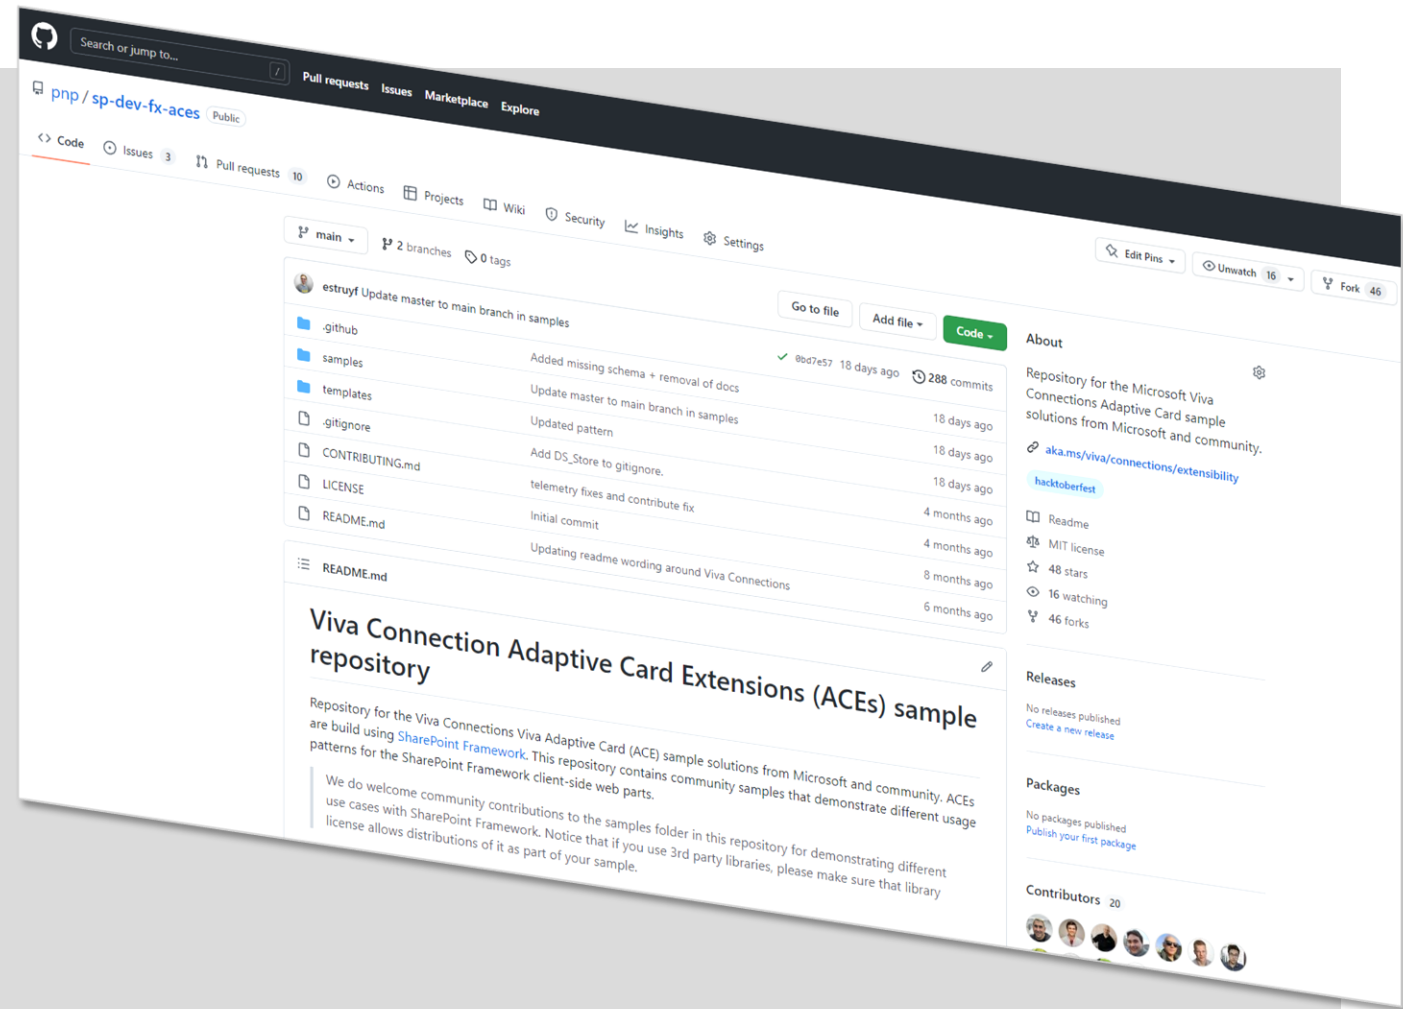 Search or jump to... /
Pull requests Issues Marketplace Explore
pnp / sp-dev-fx-aces Public
Edit Pins Unwatch 16 Fork 46
Code Issues 3 Pull requests 10 Actions Projects Wiki Security Insights Settings
main 2 branches 0 tags
Go to file Add file Code
estruyf Update master to main branch in samples 0bd7e57 18 days ago 288 commits
.github Added missing schema + removal of docs 18 days ago
samples Update master to main branch in samples 18 days ago
templates Updated pattern 18 days ago
.gitignore Add DS_Store to gitignore. 4 months ago
CONTRIBUTING.md telemetry fixes and contribute fix 4 months ago
LICENSE Initial commit 8 months ago
README.md Updating readme wording around Viva Connections 6 months ago
README.md
Viva Connection Adaptive Card Extensions (ACEs) sample
repository
Repository for the Viva Connections Viva Adaptive Card (ACE) sample solutions from Microsoft and community. ACEs
are build using SharePoint Framework. This repository contains community samples that demonstrate different usage
patterns for the SharePoint Framework client-side web parts.
We do welcome community contributions to the samples folder in this repository for demonstrating different
use cases with SharePoint Framework. Notice that if you use 3rd party libraries, please make sure that library
license allows distributions of it as part of your sample.
About
Repository for the Microsoft Viva
Connections Adaptive Card sample
solutions from Microsoft and community.
aka.ms/viva/connections/extensibility
hacktoberfest
Readme
MIT license
48 stars
16 watching
46 forks
Releases
No releases published
Create a new release
Packages
No packages published
Publish your first package
Contributors 20